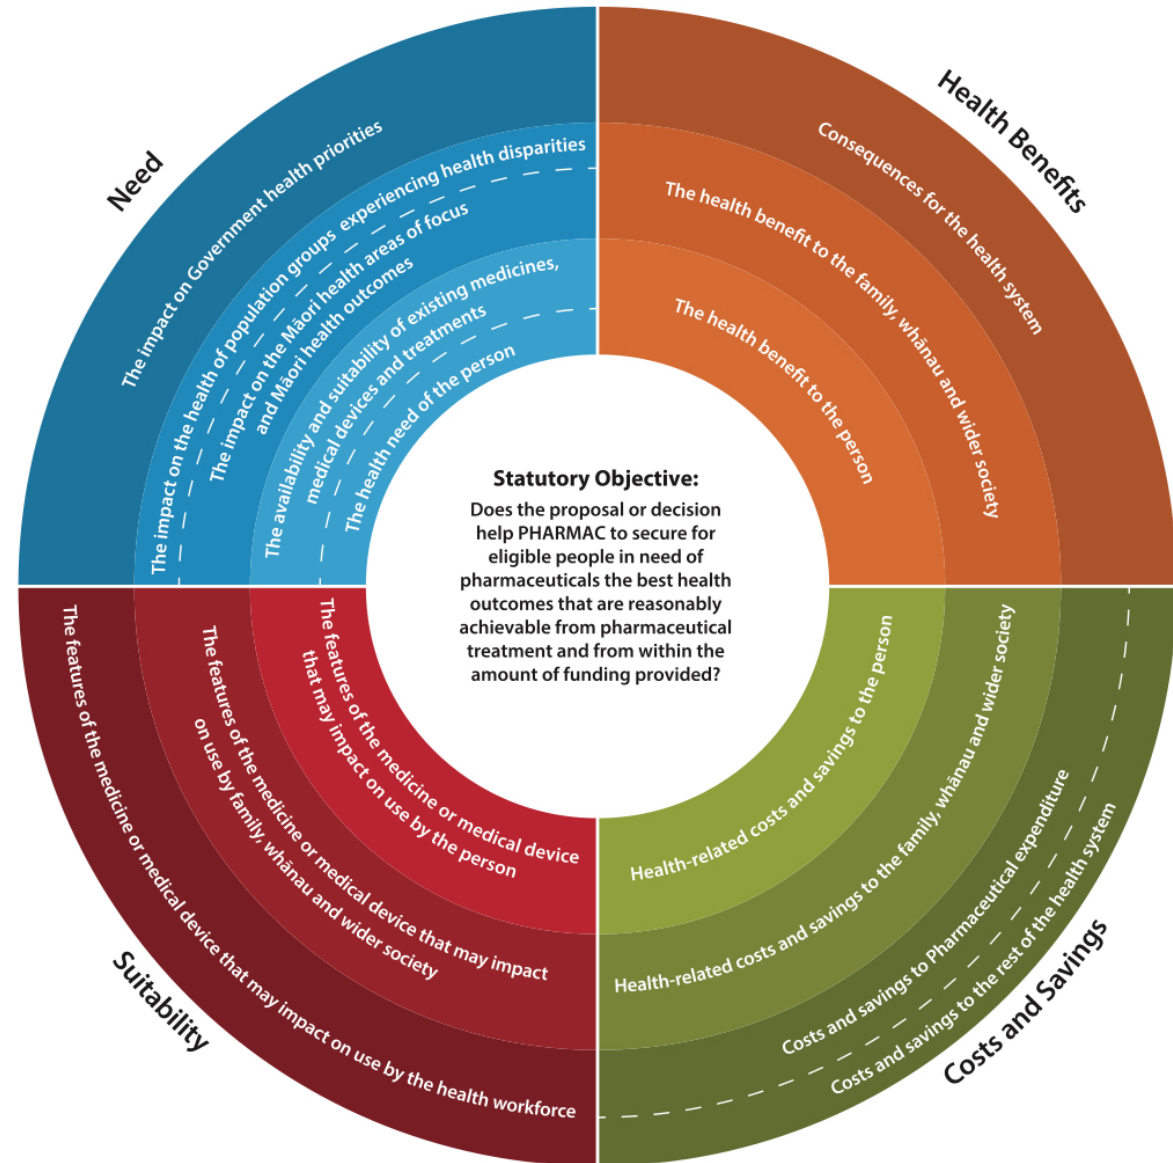 Need
The impact on Government health priorities
The impact on the health of population groups experiencing health disparities
The impact on the Māori health areas of focus
and Māori health outcomes
The availability and suitability of existing medicines,
medical devices and treatments
The health need of the person
Health Benefits
Consequences for the health system
The health benefit to the family, whānau and wider society
The health benefit to the person
Statutory Objective:
Does the proposal or decision
help PHARMAC to secure for
eligible people in need of
pharmaceuticals the best health
outcomes that are reasonably
achievable from pharmaceutical
treatment and from within the
amount of funding provided?
Suitability
The features of the medicine or medical device
that may impact on use by the person
The features of the medicine or medical device that may impact
on use by family, whānau and wider society
The features of the medicine or medical device that may impact on use by the health workforce
Costs and Savings
Health-related costs and savings to the person
Health-related costs and savings to the family, whānau and wider society
Costs and savings to Pharmaceutical expenditure
Costs and savings to the rest of the health system